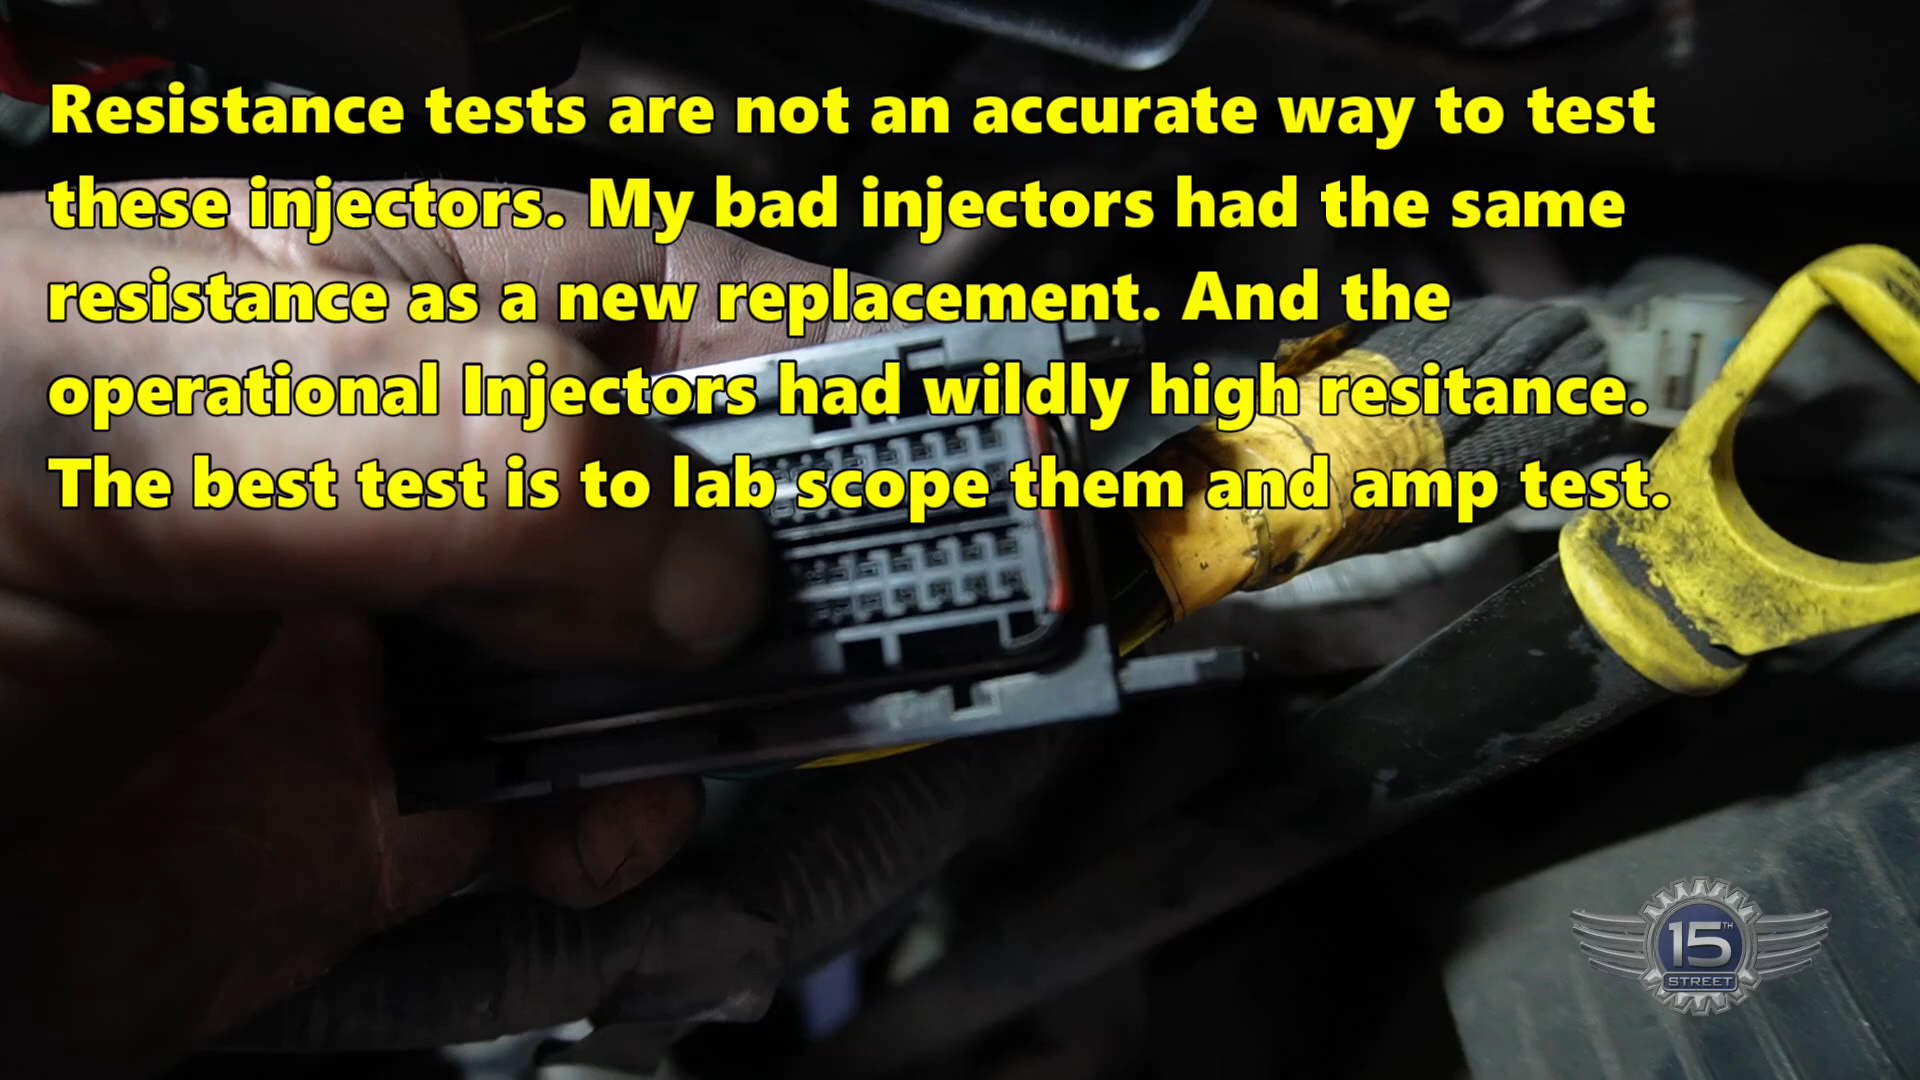 Resistance tests are not an accurate way to test
these injectors. My bad injectors had the same
resistance as a new replacement. And the
operational Injectors had wildly high resitance.
The best test is to lab scope them and amp test.
15TH
STREET